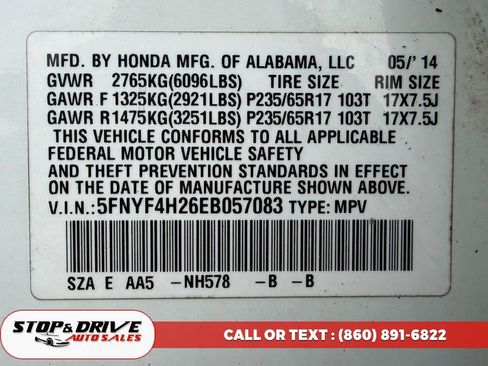 MFD. BY HONDA MFG. OF ALABAMA, LLC 05/' 14
GVWR 2765KG(6096LBS) TIRE SIZE RIM SIZE
GAWR F 1325KG(2921LBS) P235/65R17 103T 17X7.5J
GAWR R 1475KG(3251LBS) P235/65R17 103T 17X7.5J
THIS VEHICLE CONFORMS TO ALL APPLICABLE
FEDERAL MOTOR VEHICLE SAFETY
AND THEFT PREVENTION STANDARDS IN EFFECT
ON THE DATE OF MANUFACTURE SHOWN ABOVE.
V.I.N.: 5FNYF4H26EB057083 TYPE: MPV
SZA E AA5 -NH578 -B -B
STOP & DRIVE
AUTO SALES
CALL OR TEXT : (860) 891-6822